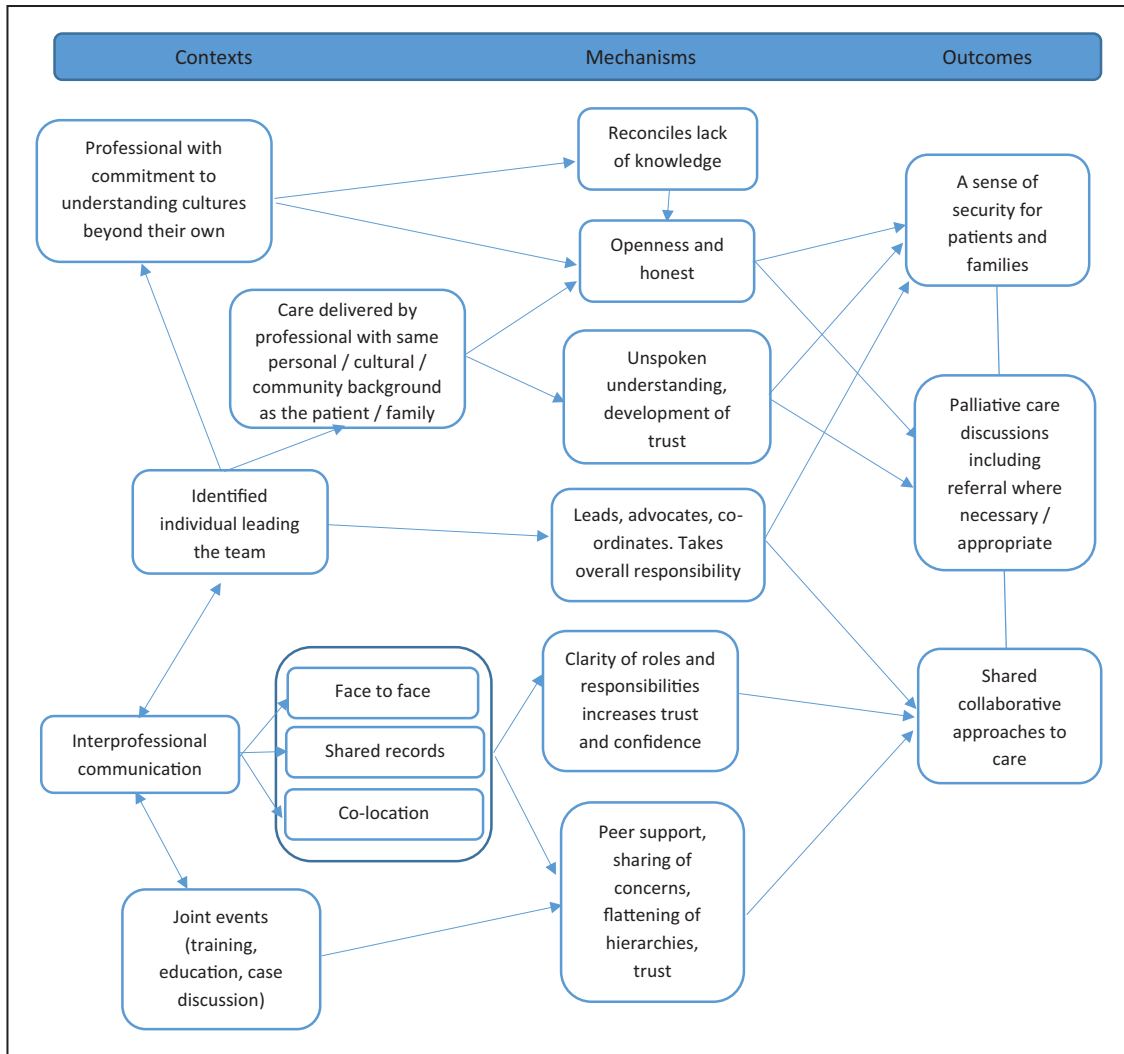 Contexts
Mechanisms
Outcomes
Professional with
commitment to
understanding cultures
beyond their own
Reconciles lack
of knowledge
A sense of
security for
patients and
families
Openness and
honest
Care delivered by
professional with same
personal / cultural /
community background
as the patient / family
Unspoken
understanding,
development of
trust
Palliative care
discussions
including
referral where
necessary /
appropriate
Identified
individual leading
the team
Leads, advocates, co-
ordinates. Takes
overall responsibility
Face to face
Shared records
Co-location
Clarity of roles and
responsibilities
increases trust
and confidence
Shared
collaborative
approaches to
care
Interprofessional
communication
Peer support,
sharing of
concerns,
flattening of
hierarchies,
trust
Joint events
(training,
education, case
discussion)